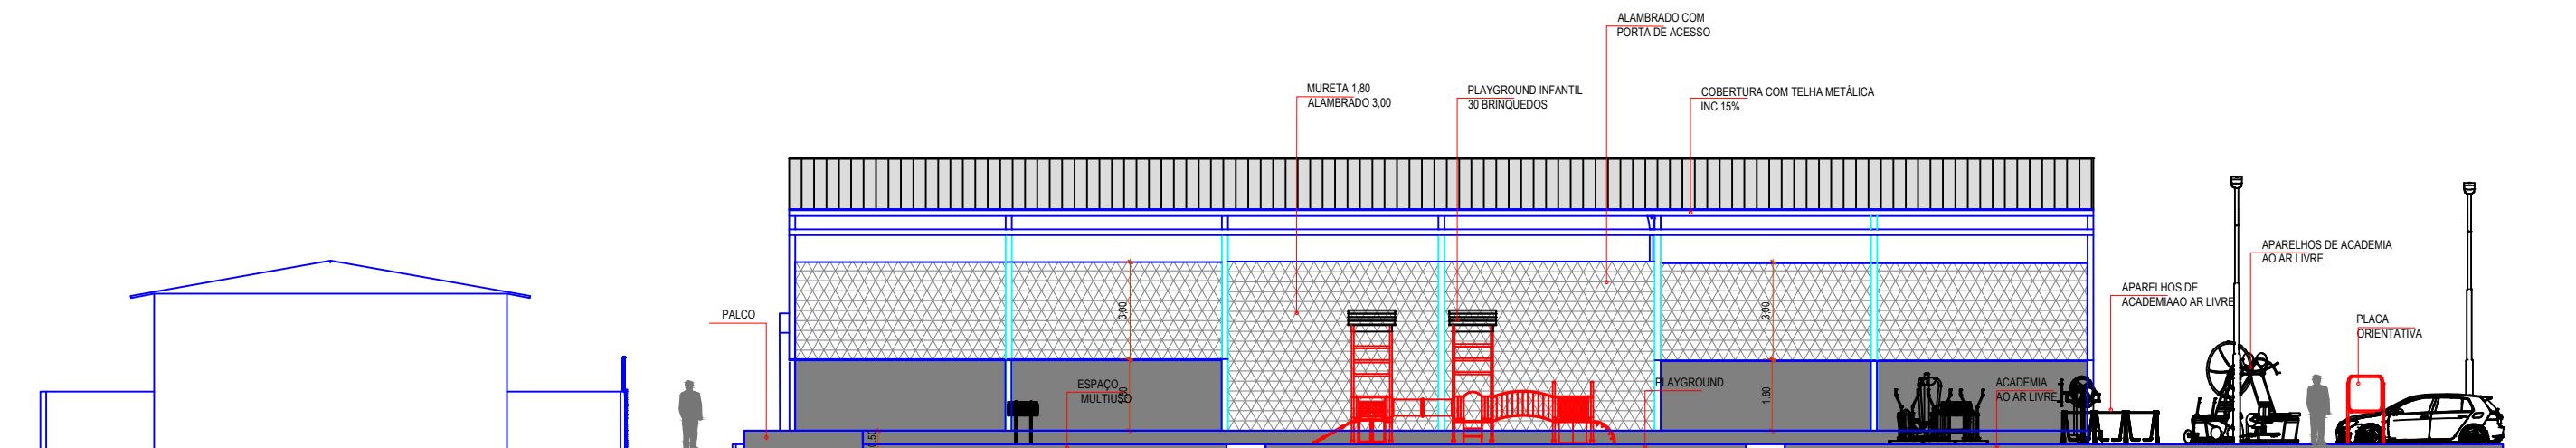 ALAMBRADO COM
PORTA DE ACESSO
MURETA 1,80
ALAMBRADO 3,00
PLAYGROUND INFANTIL
30 BRINQUEDOS
COBERTURA COM TELHA METÁLICA
INC 15%
APARELHOS DE ACADEMIA
AO AR LIVRE
APARELHOS DE
ACADEMIAAO AR LIVRE
PALCO
3,00
3,00
PLACA
ORIENTATIVA
ESPAÇO
MULTIUSO
PLAYGROUND
1.80
ACADEMIA
AO AR LIVRE
0.50